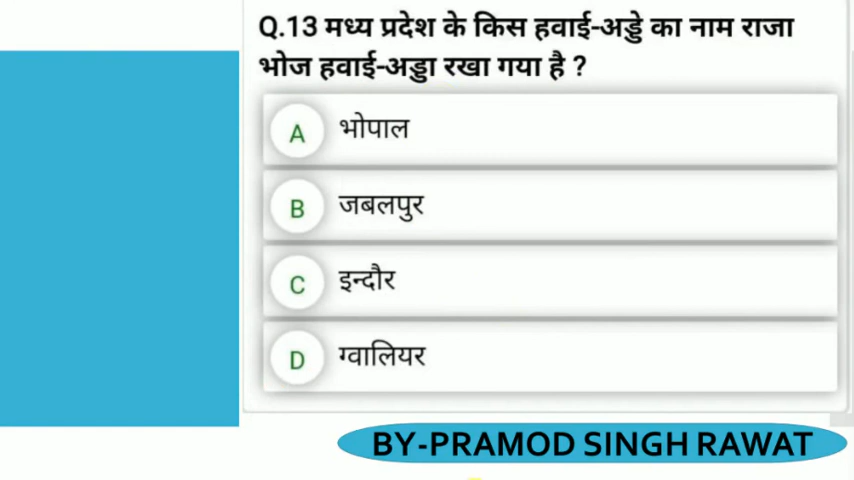 Q.13 मध्य प्रदेश के किस हवाई-अड्डे का नाम राजा
भोज हवाई-अड्डा रखा गया है ?
A भोपाल
B जबलपुर
C इन्दौर
D ग्वालियर
BY-PRAMOD SINGH RAWAT